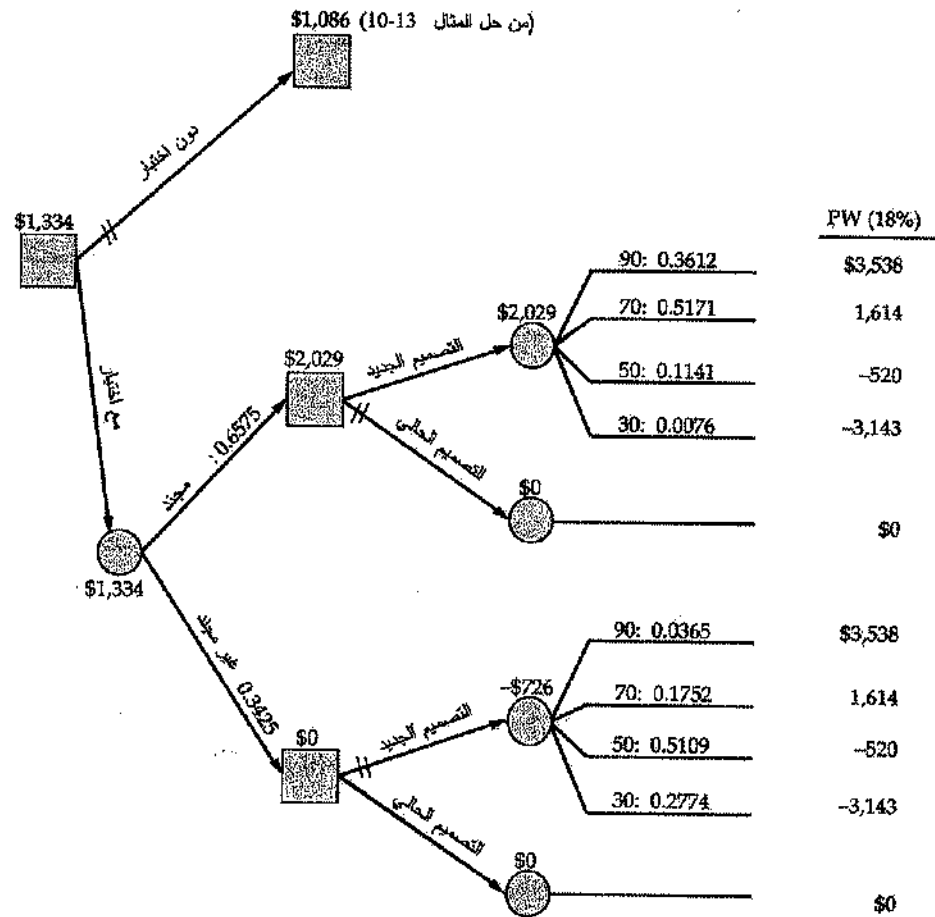 $1,086 (من حل المثال 10-13)
دون اختبار
$1,334
مع اختبار
$1,334
مجند : 0.6575
غير مجند 0.3425
$2,029
التصميم الجديد
التصميم الحالي
$2,029
$0
$0
التصميم الجديد
التصميم الحالي
–$726
$0
PW (18%)
90: 0.3612 $3,538
70: 0.5171 1,614
50: 0.1141 –520
30: 0.0076 –3,143
$0
90: 0.0365 $3,538
70: 0.1752 1,614
50: 0.5109 –520
30: 0.2774 –3,143
$0